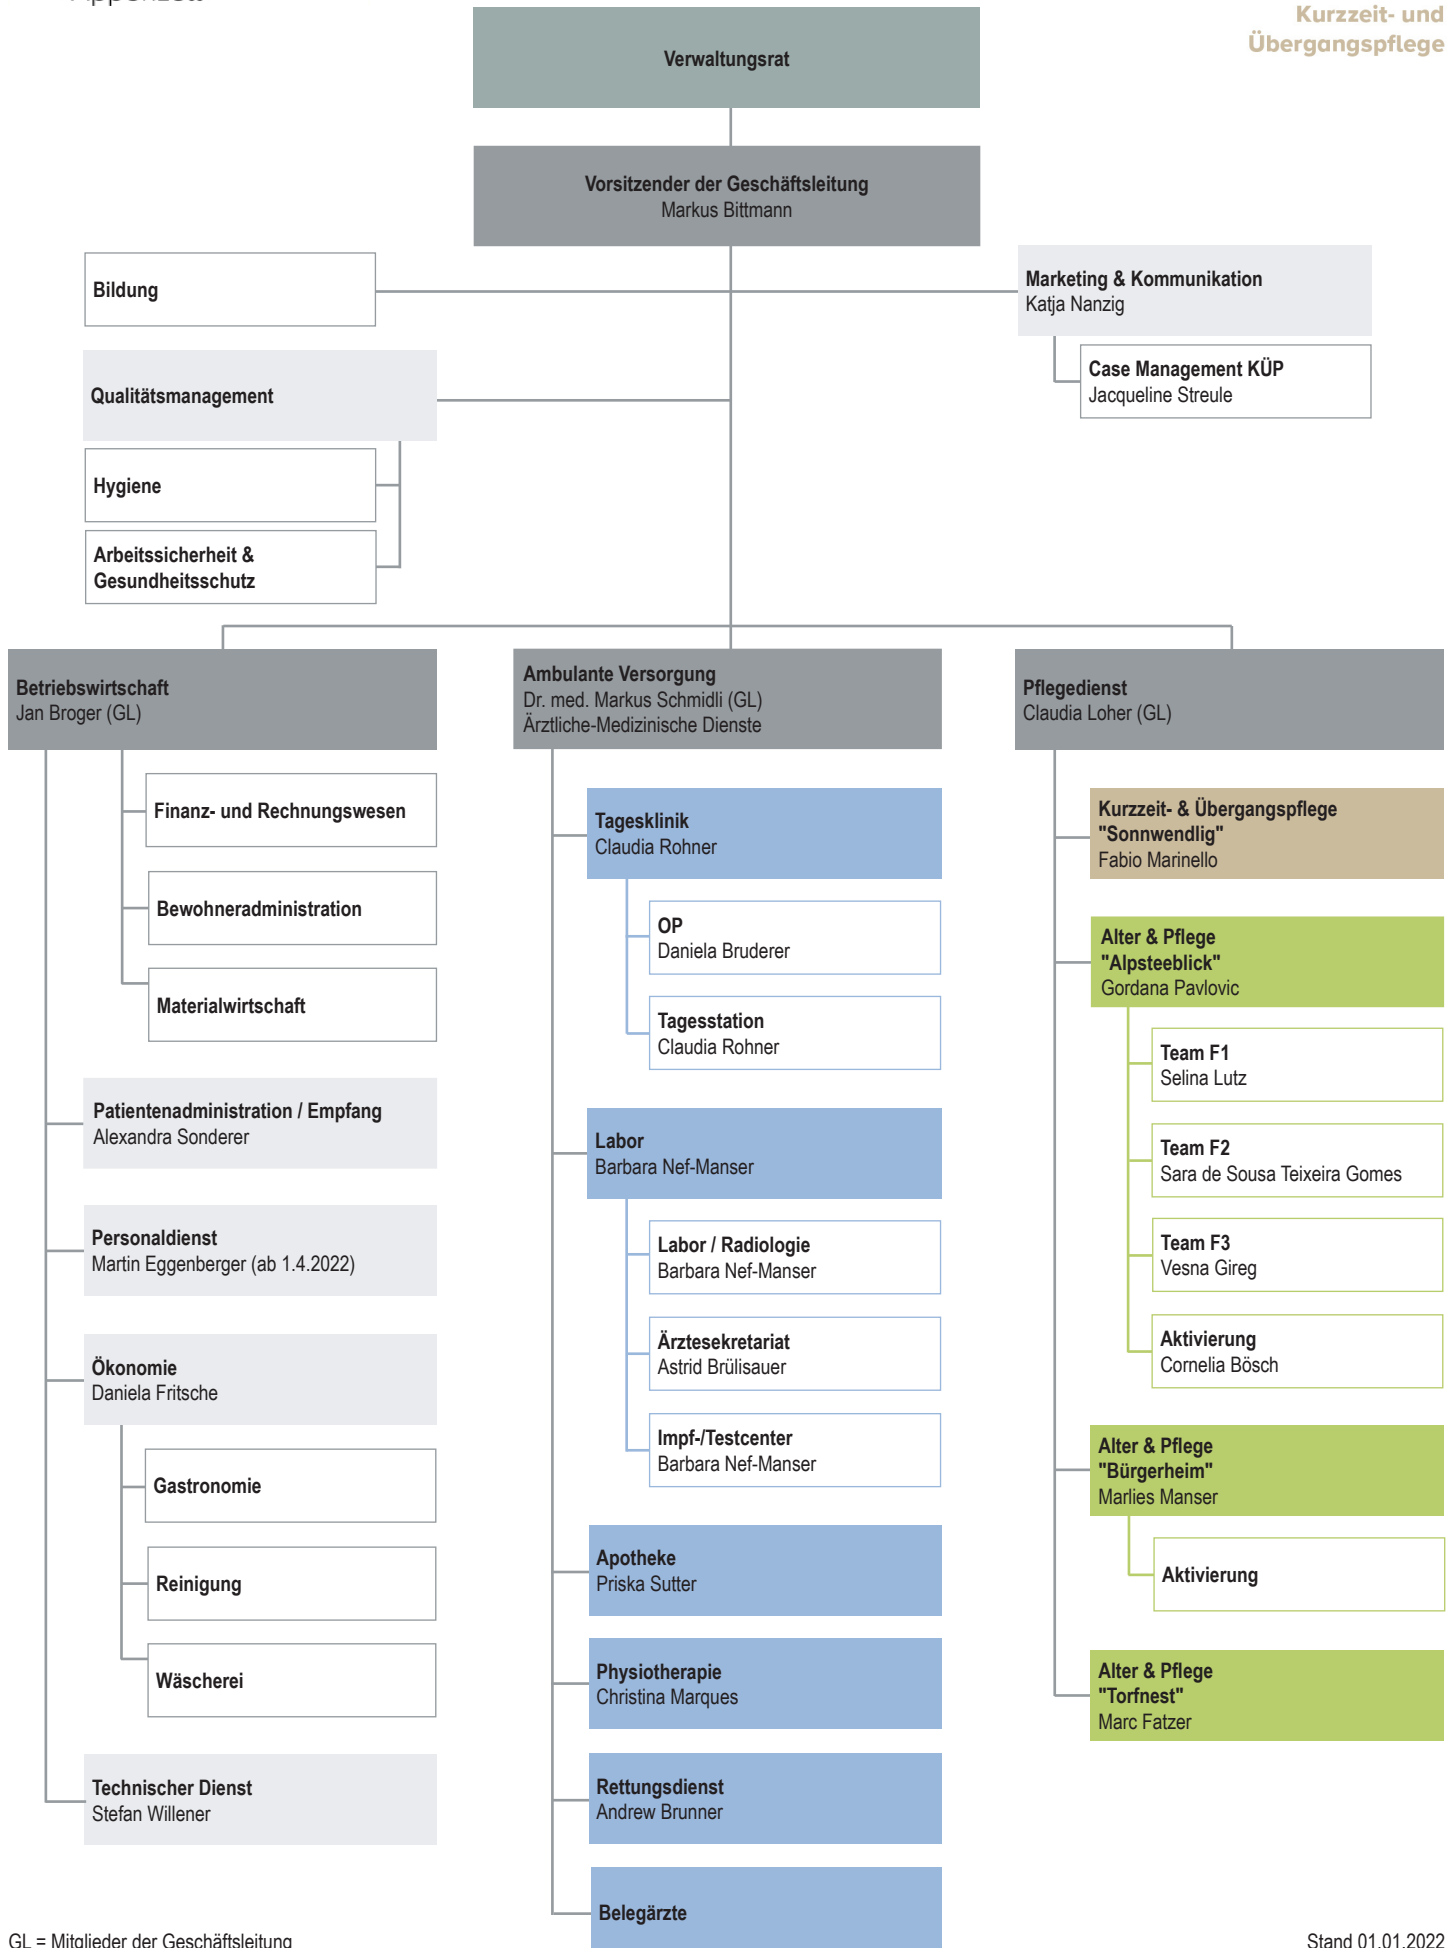 Kurzzeit- und
Übergangspflege
Verwaltungsrat
Vorsitzender der Geschäftsleitung
Markus Bittmann
Bildung
Marketing & Kommunikation
Katja Nanzig
Case Management KÜP
Jacqueline Streule
Qualitätsmanagement
Hygiene
Arbeitssicherheit &
Gesundheitsschutz
Betriebswirtschaft
Jan Broger (GL)
Finanz- und Rechnungswesen
Bewohneradministration
Materialwirtschaft
Patientenadministration / Empfang
Alexandra Sonderer
Personaldienst
Martin Eggenberger (ab 1.4.2022)
Ökonomie
Daniela Fritsche
Gastronomie
Reinigung
Wäscherei
Technischer Dienst
Stefan Willener
Ambulante Versorgung
Dr. med. Markus Schmidli (GL)
Ärztliche-Medizinische Dienste
Tagesklinik
Claudia Rohner
OP
Daniela Bruderer
Tagesstation
Claudia Rohner
Labor
Barbara Nef-Manser
Labor / Radiologie
Barbara Nef-Manser
Ärztesekretariat
Astrid Brülisauer
Impf-/Testcenter
Barbara Nef-Manser
Apotheke
Priska Sutter
Physiotherapie
Christina Marques
Rettungsdienst
Andrew Brunner
Belegärzte
Pflegedienst
Claudia Loher (GL)
Kurzzeit- & Übergangspflege
"Sonnwendlig"
Fabio Marinello
Alter & Pflege
"Alpsteeblick"
Gordana Pavlovic
Team F1
Selina Lutz
Team F2
Sara de Sousa Teixeira Gomes
Team F3
Vesna Gireg
Aktivierung
Cornelia Bösch
Alter & Pflege
"Bürgerheim"
Marlies Manser
Aktivierung
Alter & Pflege
"Torfnest"
Marc Fatzer
GL = Mitglieder der Geschäftsleitung
Stand 01.01.2022